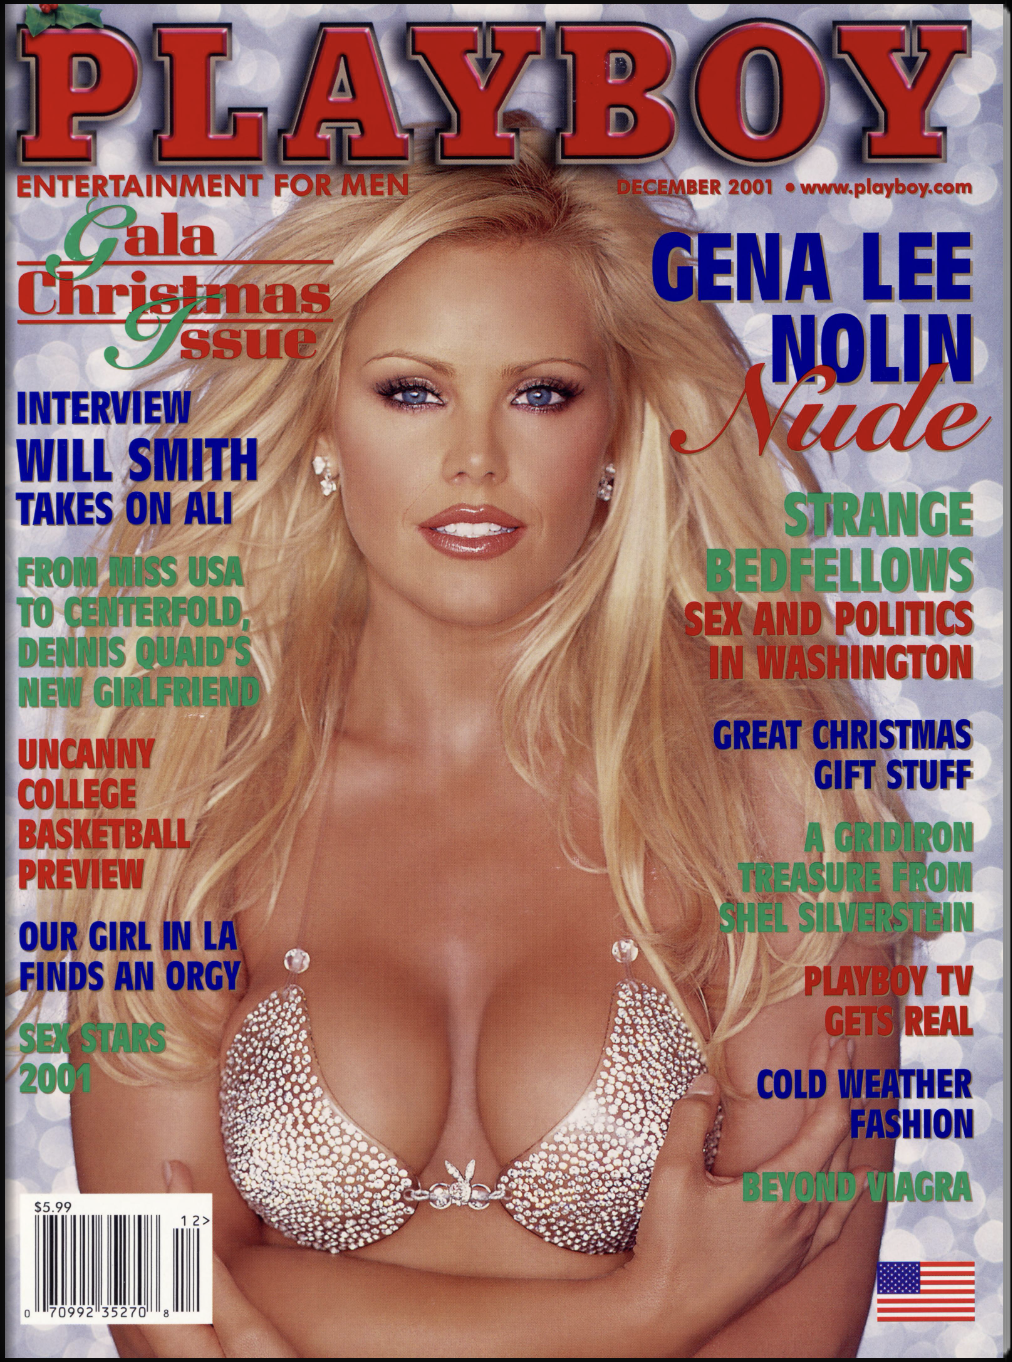 PLAYBOY
ENTERTAINMENT FOR MEN
DECEMBER 2001 • www.playboy.com
Gala
Christmas
Issue
INTERVIEW
WILL SMITH
TAKES ON ALI
FROM MISS USA
TO CENTERFOLD,
DENNIS QUAID'S
NEW GIRLFRIEND
UNCANNY
COLLEGE
BASKETBALL
PREVIEW
OUR GIRL IN LA
FINDS AN ORGY
SEX STARS
2001
GENA LEE
NOLIN
Nude
STRANGE
BEDFELLOWS
SEX AND POLITICS
IN WASHINGTON
GREAT CHRISTMAS
GIFT STUFF
A GRIDIRON
TREASURE FROM
SHEL SILVERSTEIN
PLAYBOY TV
GETS REAL
COLD WEATHER
FASHION
BEYOND VIAGRA
$5.99
12>
0 70992 35270 8